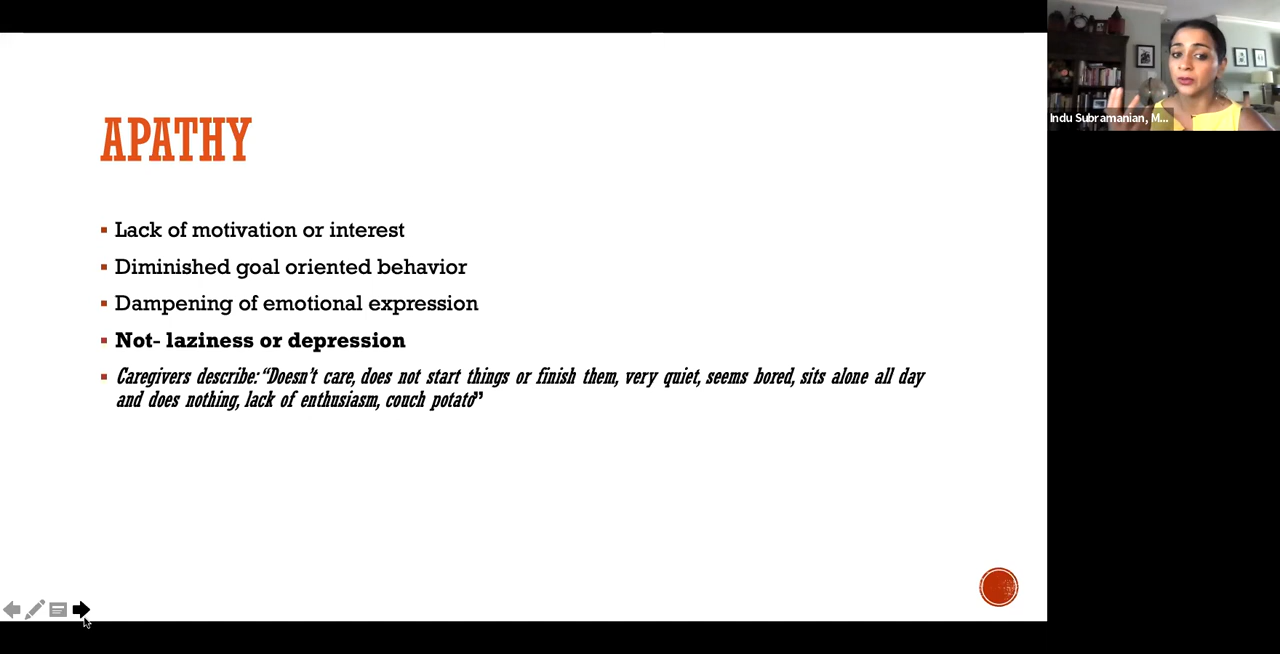 APATHY
Lack of motivation or interest
Diminished goal oriented behavior
Dampening of emotional expression
Not- laziness or depression
Caregivers describe: “Doesn’t care, does not start things or finish them, very quiet, seems bored, sits alone all day
and does nothing, lack of enthusiasm, couch potato”
Indu Subramanian, M...